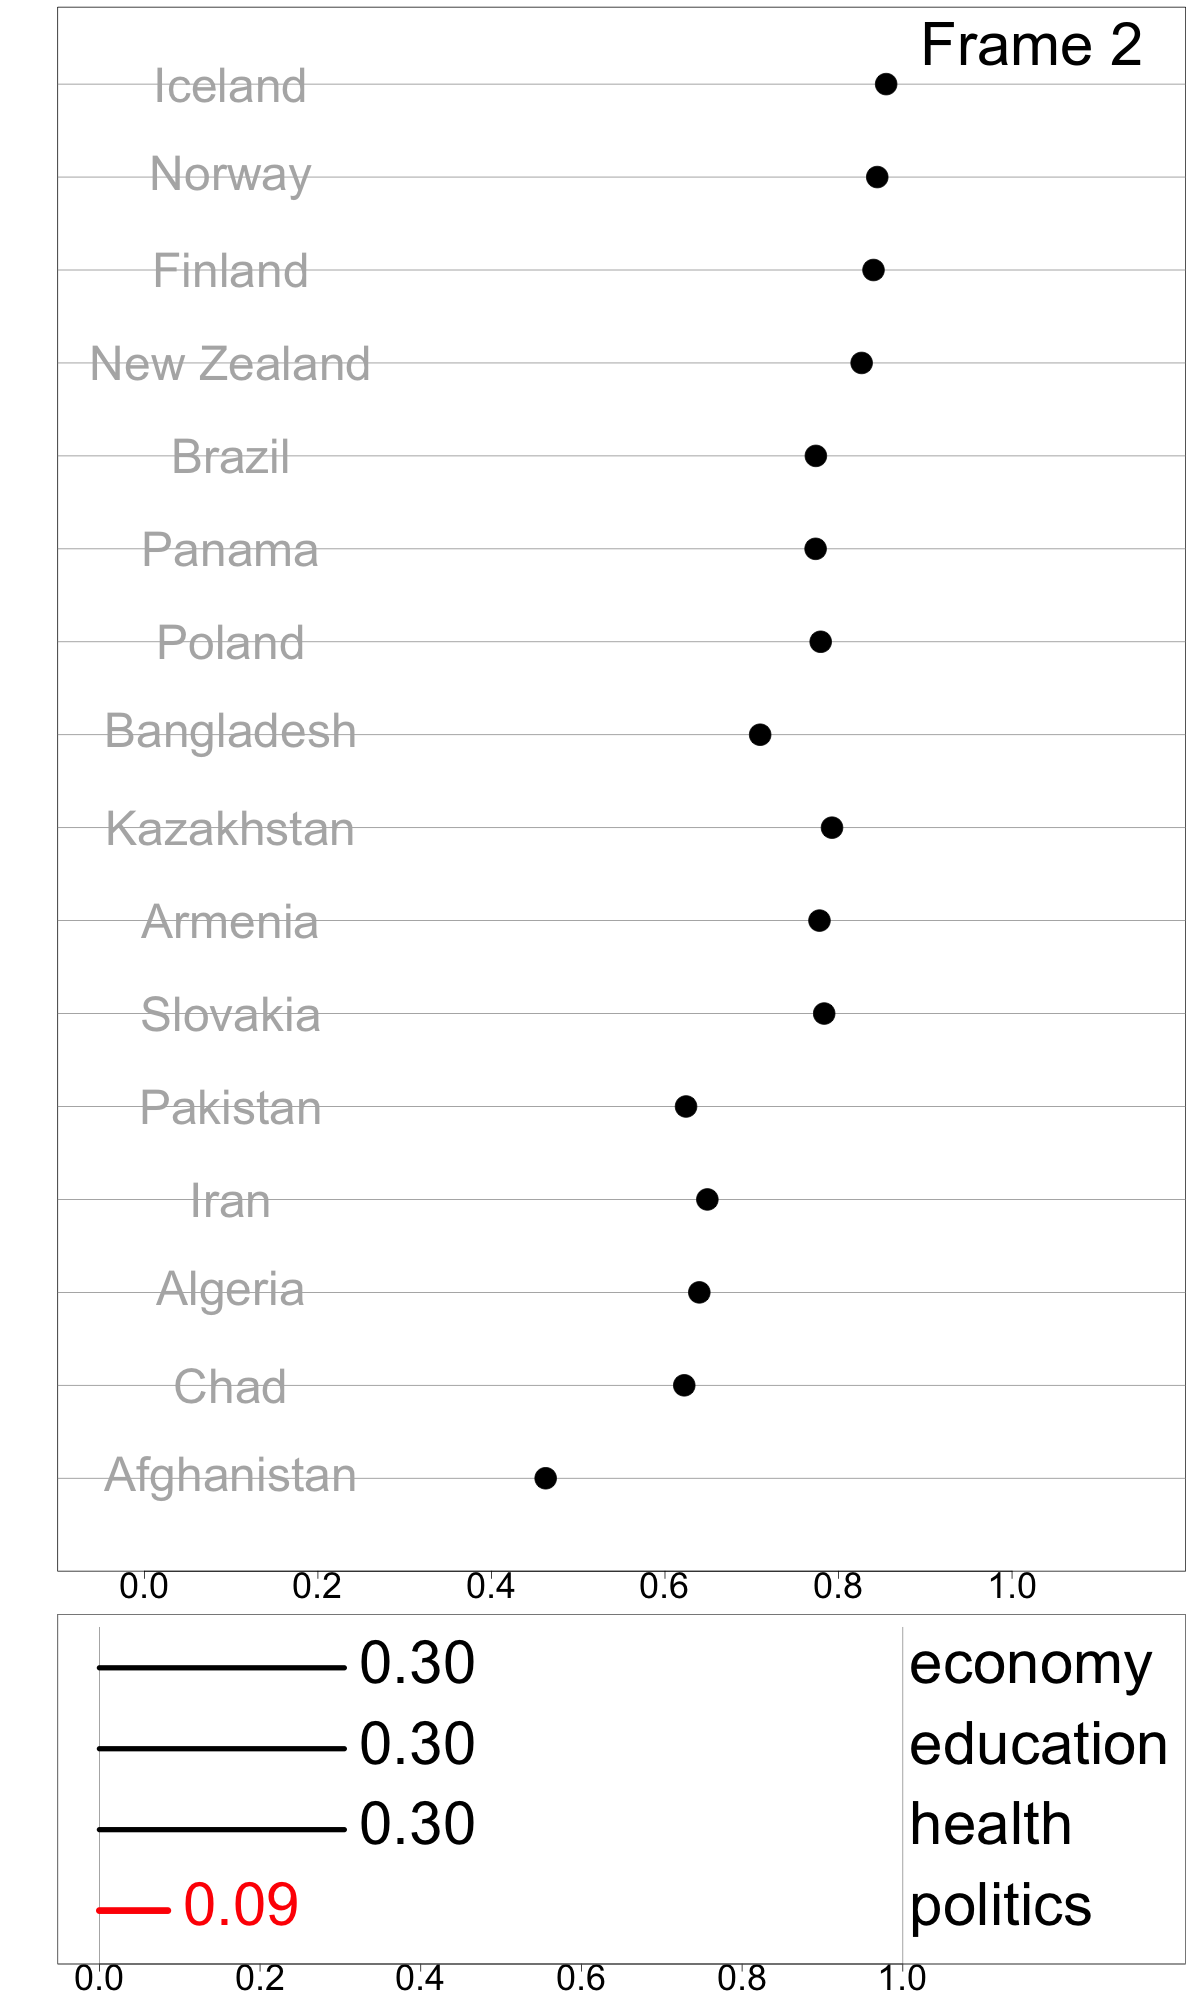 Frame 2
Iceland
Norway
Finland
New Zealand
Brazil
Panama
Poland
Bangladesh
Kazakhstan
Armenia
Slovakia
Pakistan
Iran
Algeria
Chad
Afghanistan
0.0 0.2 0.4 0.6 0.8 1.0
0.30 economy
0.30 education
0.30 health
0.09 politics
0.0 0.2 0.4 0.6 0.8 1.0